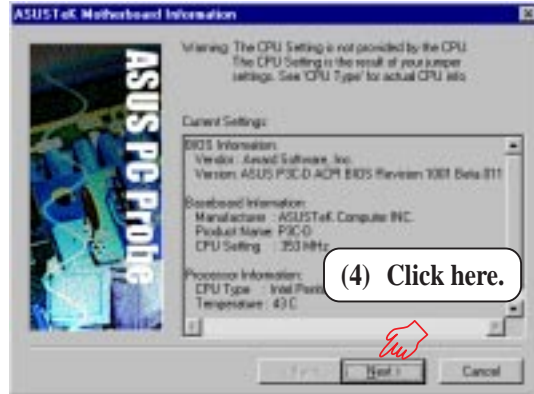 ASUSTeK Motherboard Information
ASUS PC Probe
Warning: The CPU Setting is not provided by the CPU.
The CPU Setting is the result of your jumper
settings. See 'CPU Type' for actual CPU info
Current Settings:
BIOS Information:
Vendor : Award Software, Inc.
Version: ASUS P3C-D ACPI BIOS Revision 1001 Beta 011
Baseboard Information:
Manufacture : ASUSTeK Computer INC.
Product Name: P3C-D
CPU Setting : 353 MHz
Processor Information:
CPU Type : Intel
Temperature : 43 C
(4) Click here.
Next >
Cancel